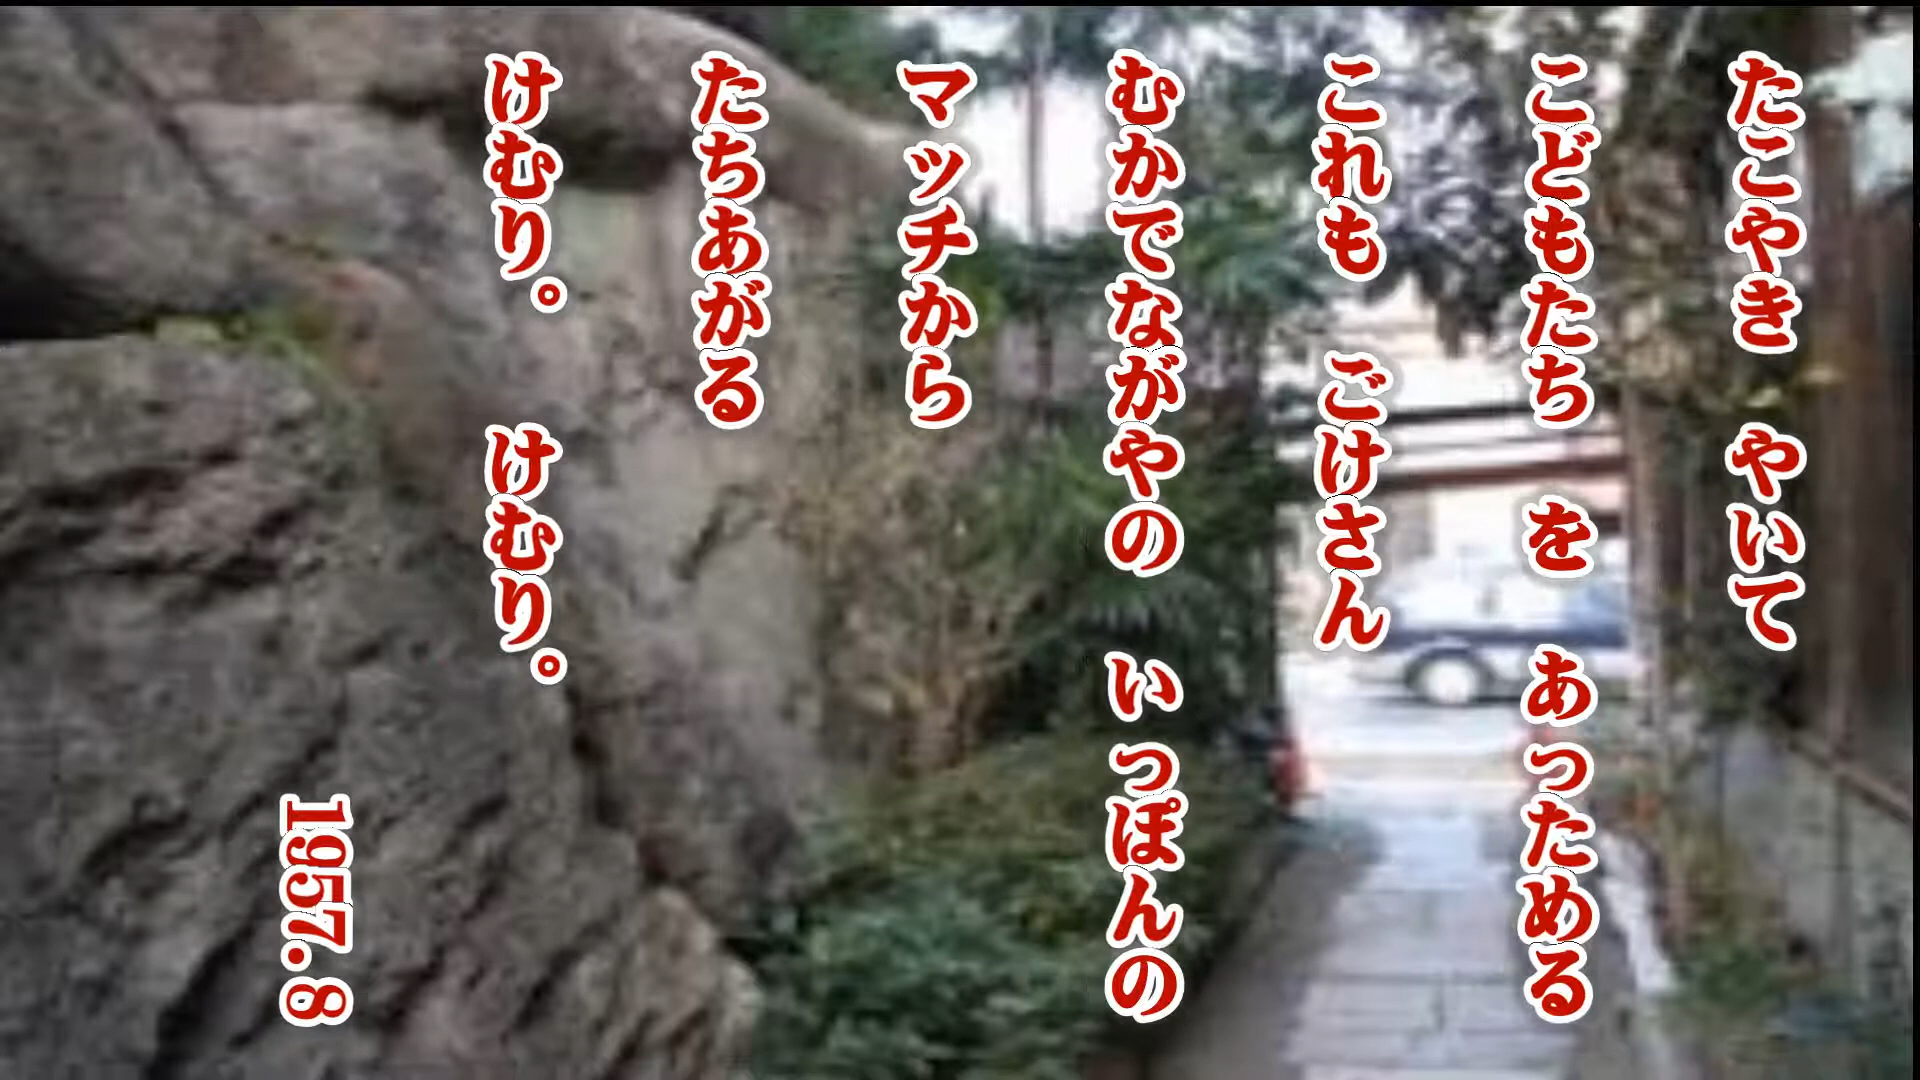 たこやき　やいて
こどもたち　を　あっためる
これも　ごけさん
むかでながやの　いっぽんの
マッチから
たちあがる
けむり。　けむり。
1957.8